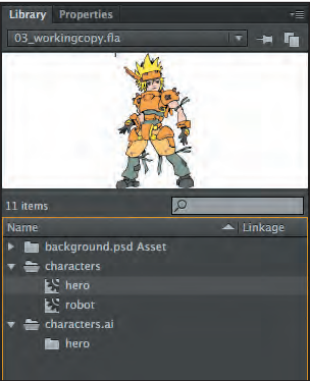 Library Properties
03_workingcopy.fla
11 items
Name Linkage
background.psd Asset
characters
hero
robot
characters.ai
hero